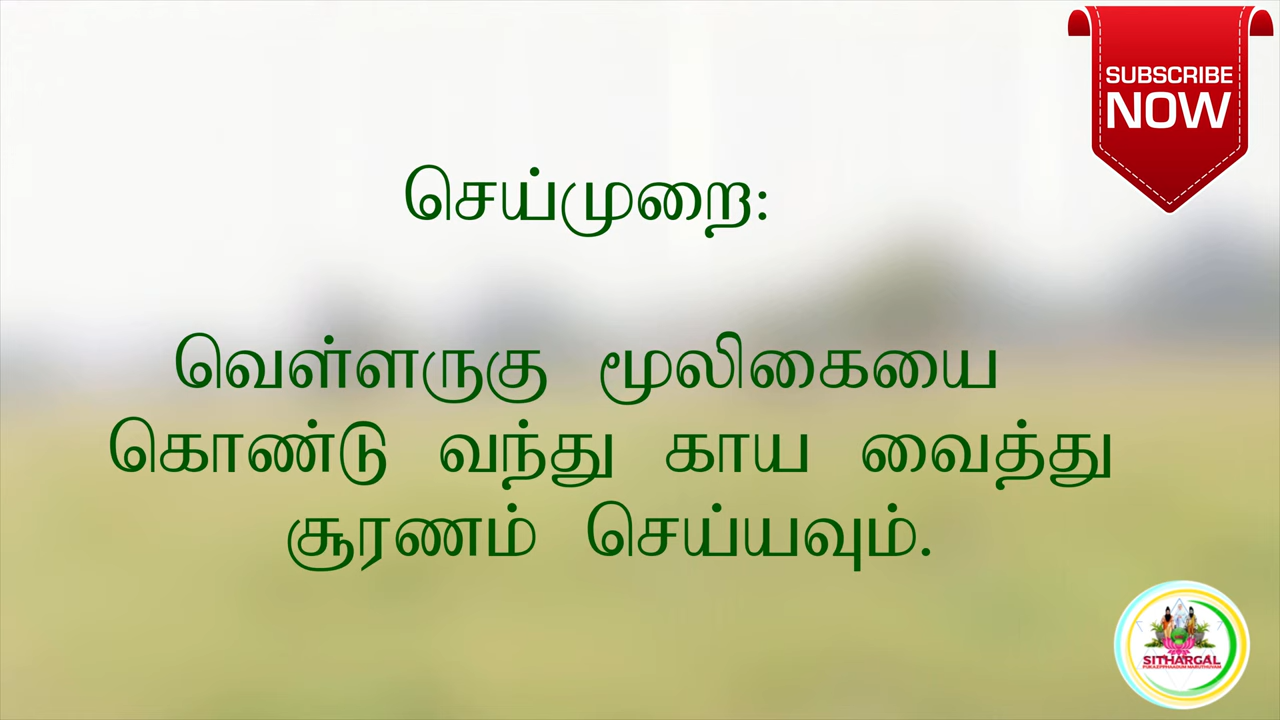 SUBSCRIBE
NOW
செய்முறை:
வெள்ளருகு மூலிகையை
கொண்டு வந்து காய வைத்து
சூரணம் செய்யவும்.
SITHARGAL